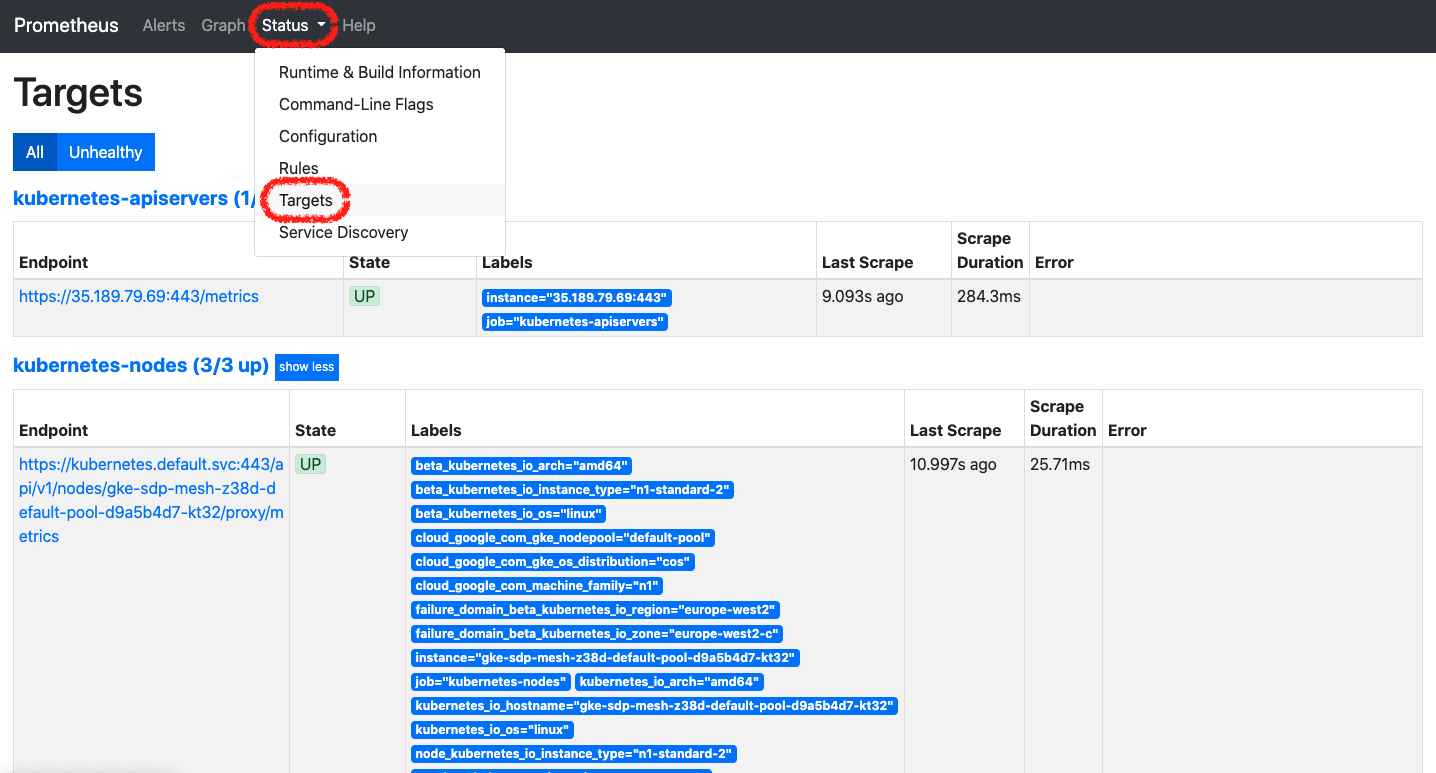 Prometheus Alerts Graph Status Help
Runtime & Build Information
Command-Line Flags
Configuration
Rules
Targets
Service Discovery
Targets
All Unhealthy
kubernetes-apiservers (1/
Endpoint State Labels Last Scrape Scrape Duration Error
https://35.189.79.69:443/metrics UP instance="35.189.79.69:443" 9.093s ago 284.3ms
job="kubernetes-apiservers"
kubernetes-nodes (3/3 up) show less
Endpoint State Labels Last Scrape Scrape Duration Error
https://kubernetes.default.svc:443/a
pi/v1/nodes/gke-sdp-mesh-z38d-d
efault-pool-d9a5b4d7-kt32/proxy/m
etrics
UP
beta_kubernetes_io_arch="amd64"
beta_kubernetes_io_instance_type="n1-standard-2"
beta_kubernetes_io_os="linux"
cloud_google_com_gke_nodepool="default-pool"
cloud_google_com_gke_os_distribution="cos"
cloud_google_com_machine_family="n1"
failure_domain_beta_kubernetes_io_region="europe-west2"
failure_domain_beta_kubernetes_io_zone="europe-west2-c"
instance="gke-sdp-mesh-z38d-default-pool-d9a5b4d7-kt32"
job="kubernetes-nodes" kubernetes_io_arch="amd64"
kubernetes_io_hostname="gke-sdp-mesh-z38d-default-pool-d9a5b4d7-kt32"
kubernetes_io_os="linux"
node_kubernetes_io_instance_type="n1-standard-2"
10.997s ago
25.71ms